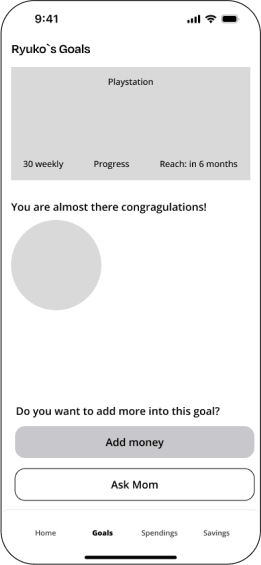 9:41
Ryuko`s Goals
Playstation
30 weekly Progress Reach: in 6 months
You are almost there congragulations!
Do you want to add more into this goal?
Add money
Ask Mom
Home Goals Spendings Savings